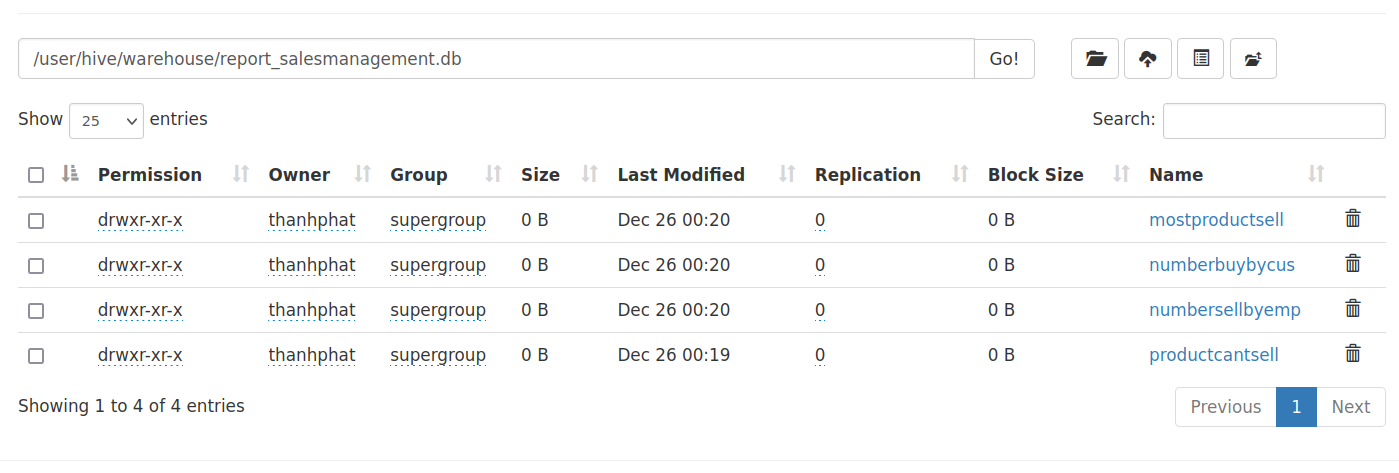 /user/hive/warehouse/report_salesmanagement.db Go!
Show 25 entries Search:
Permission Owner Group Size Last Modified Replication Block Size Name
drwxr-xr-x thanhphat supergroup 0 B Dec 26 00:20 0 0 B mostproductsell
drwxr-xr-x thanhphat supergroup 0 B Dec 26 00:20 0 0 B numberbuybycus
drwxr-xr-x thanhphat supergroup 0 B Dec 26 00:20 0 0 B numbersellbyemp
drwxr-xr-x thanhphat supergroup 0 B Dec 26 00:19 0 0 B productcantsell
Showing 1 to 4 of 4 entries Previous 1 Next